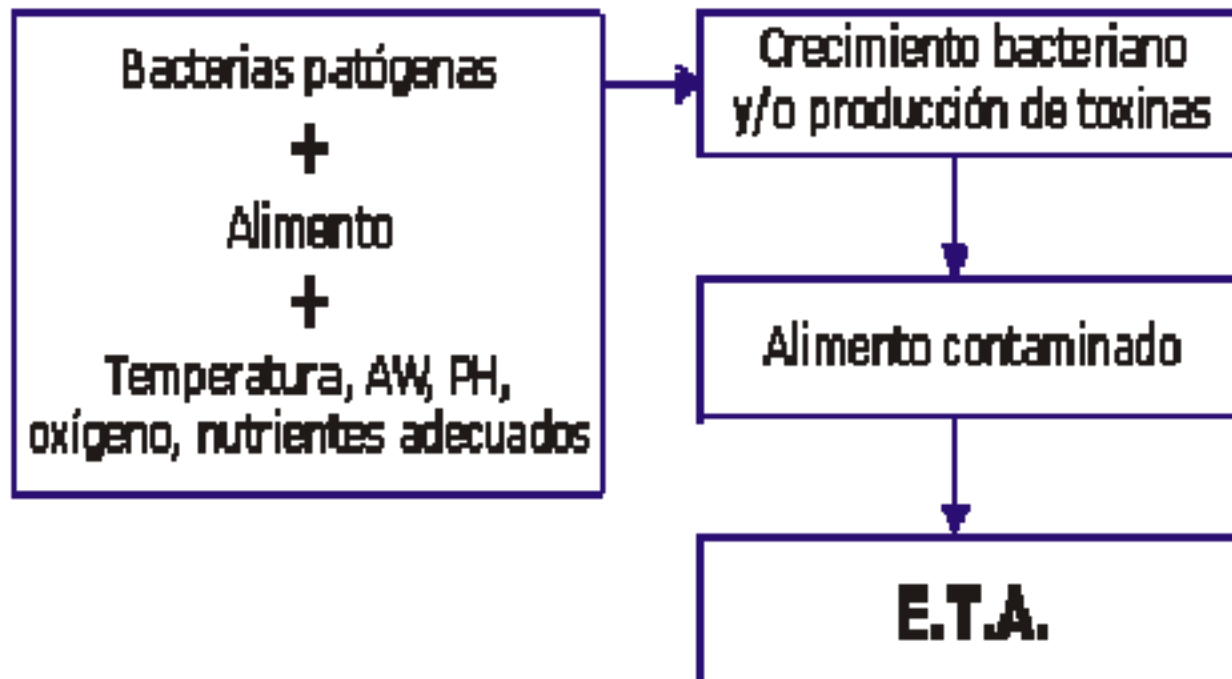 Bacterias patógenas
+
Alimento
+
Temperatura, AW, PH,
oxígeno, nutrientes adecuados
Crecimiento bacteriano
y/o producción de toxinas
Alimento contaminado
E.T.A.